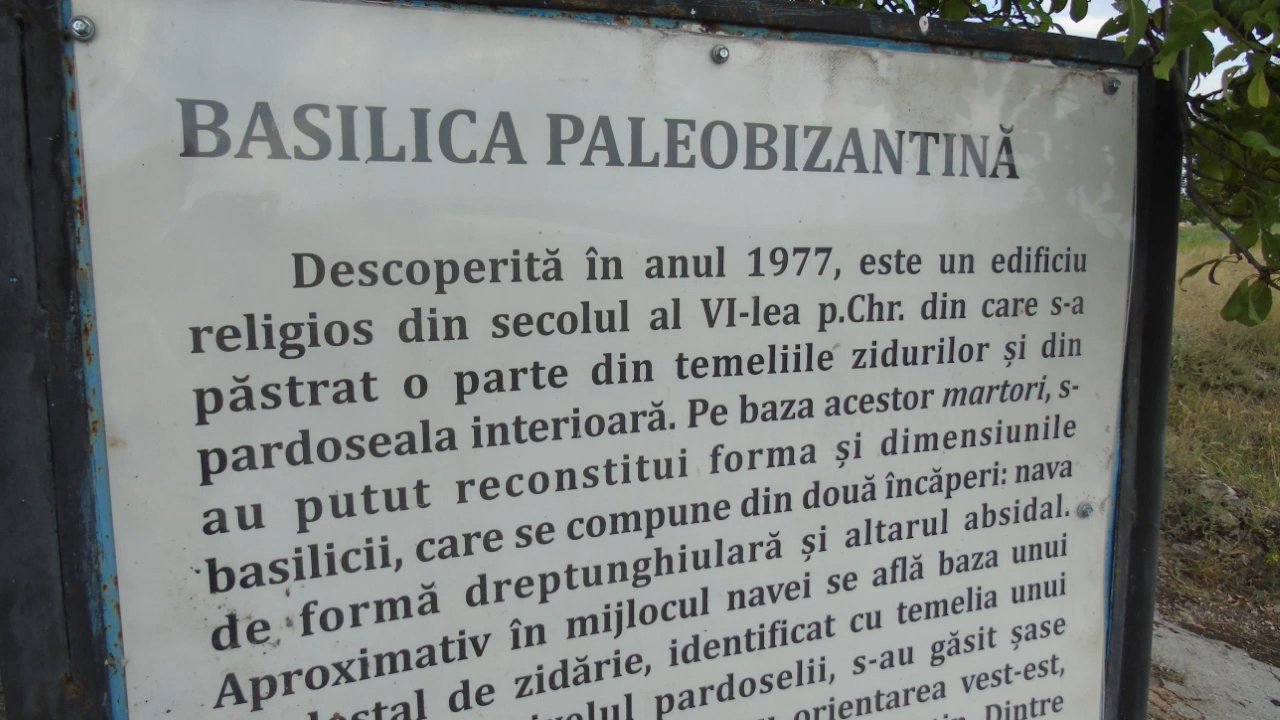 BASILICA PALEOBIZANTINĂ
Descoperită în anul 1977, este un edificiu
religios din secolul al VI-lea p.Chr. din care s-a
păstrat o parte din temeliile zidurilor și din
pardoseala interioară. Pe baza acestor martori, s-
au putut reconstitui forma și dimensiunile
basilicii, care se compune din două încăperi: nava
de formă dreptunghiulară și altarul absidal.
Aproximativ în mijlocul navei se află baza unui
de zidărie, identificat cu temelia unui
pardoselii, s-au găsit șase
orientarea vest-est,
Dintre